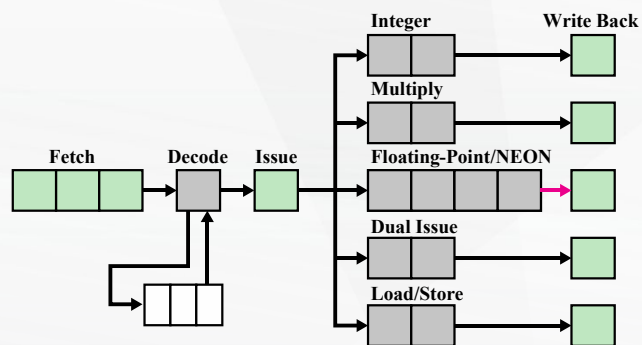 Integer
Write Back
Multiply
Fetch
Decode
Issue
Floating-Point/NEON
Dual Issue
Load/Store